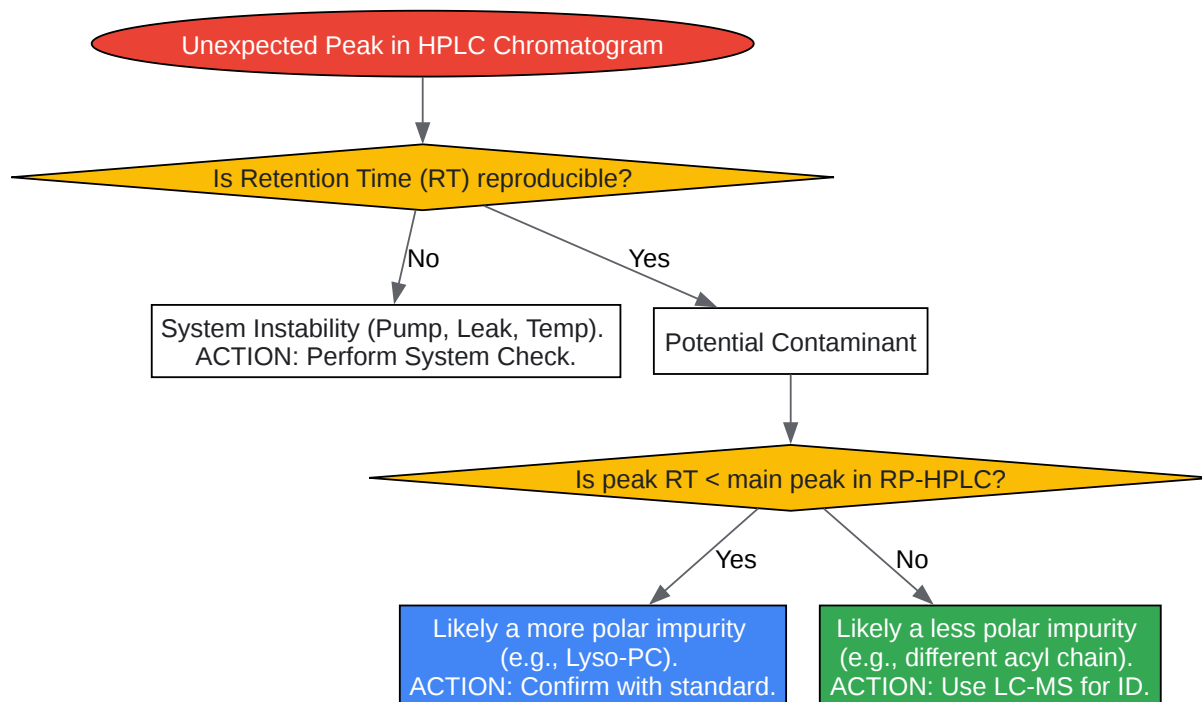 Unexpected Peak in HPLC Chromatogram
Is Retention Time (RT) reproducible?
No
Yes
System Instability (Pump, Leak, Temp).
ACTION: Perform System Check.
Potential Contaminant
Is peak RT < main peak in RP-HPLC?
Yes
No
Likely a more polar impurity
(e.g., Lyso-PC).
ACTION: Confirm with standard.
Likely a less polar impurity
(e.g., different acyl chain).
ACTION: Use LC-MS for ID.